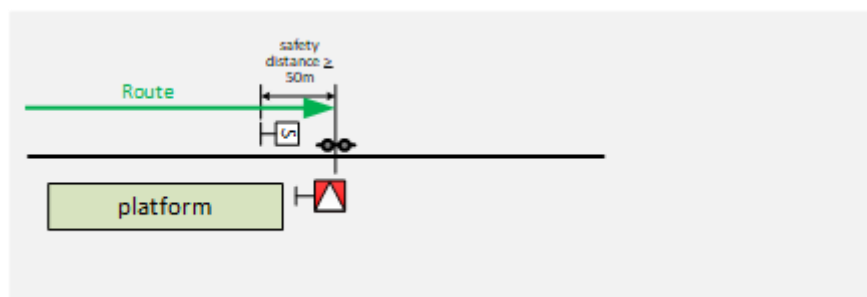 safety
distance ≥
50m
Route
S
platform